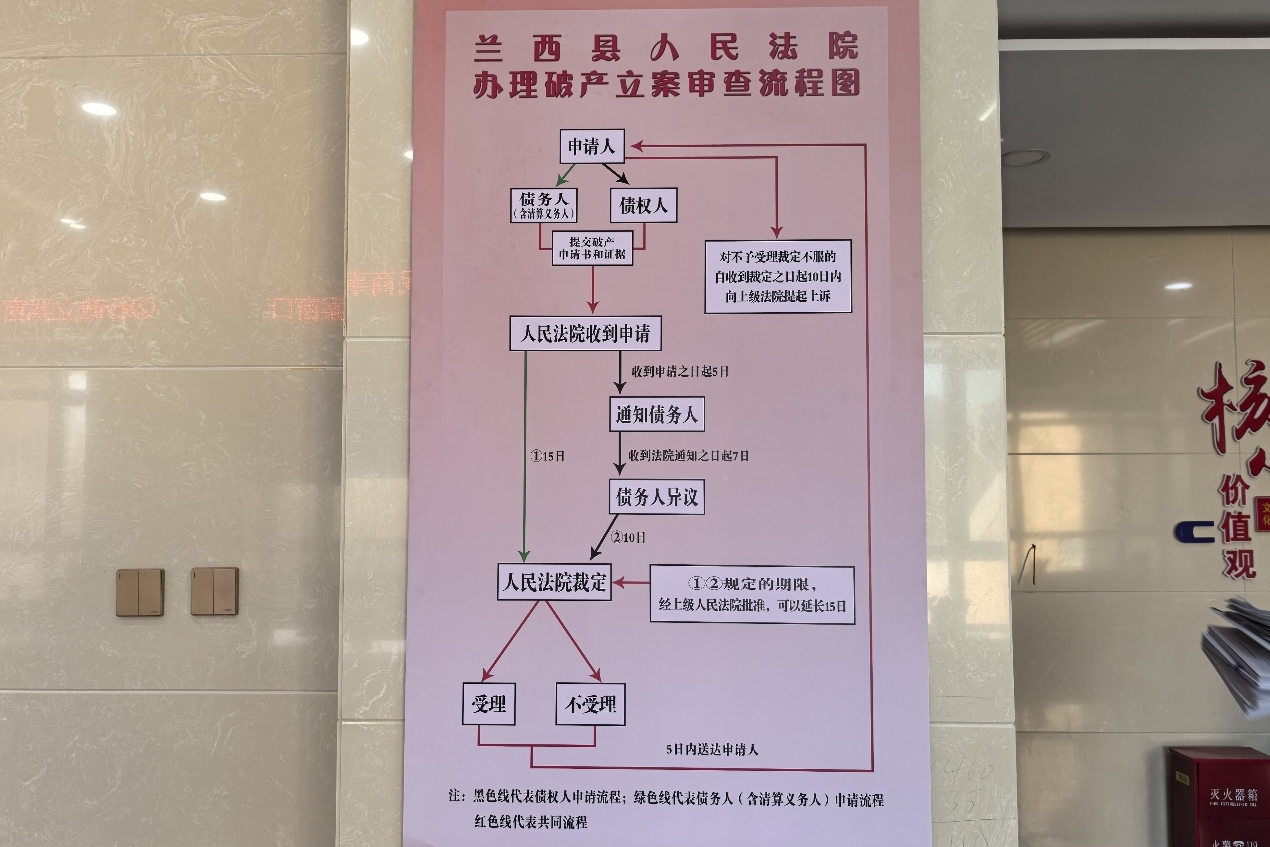 兰西县人民法院
办理破产立案审查流程图
申请人
债务人
（含清算义务人）
债权人
提交破产
申请书和证据
对不予受理裁定不服的
自收到裁定之日起10日内
向上级法院提起上诉
人民法院收到申请
收到申请之日起5日
通知债务人
①15日
收到法院通知之日起7日
债务人异议
②10日
人民法院裁定
①②规定的期限，
经上级人民法院批准，可以延长15日
受理
不受理
5日内送达申请人
注：黑色线代表债权人申请流程；绿色线代表债务人（含清算义务人）申请流程
红色线代表共同流程
核
价值观
文化
灭火器箱
火警119